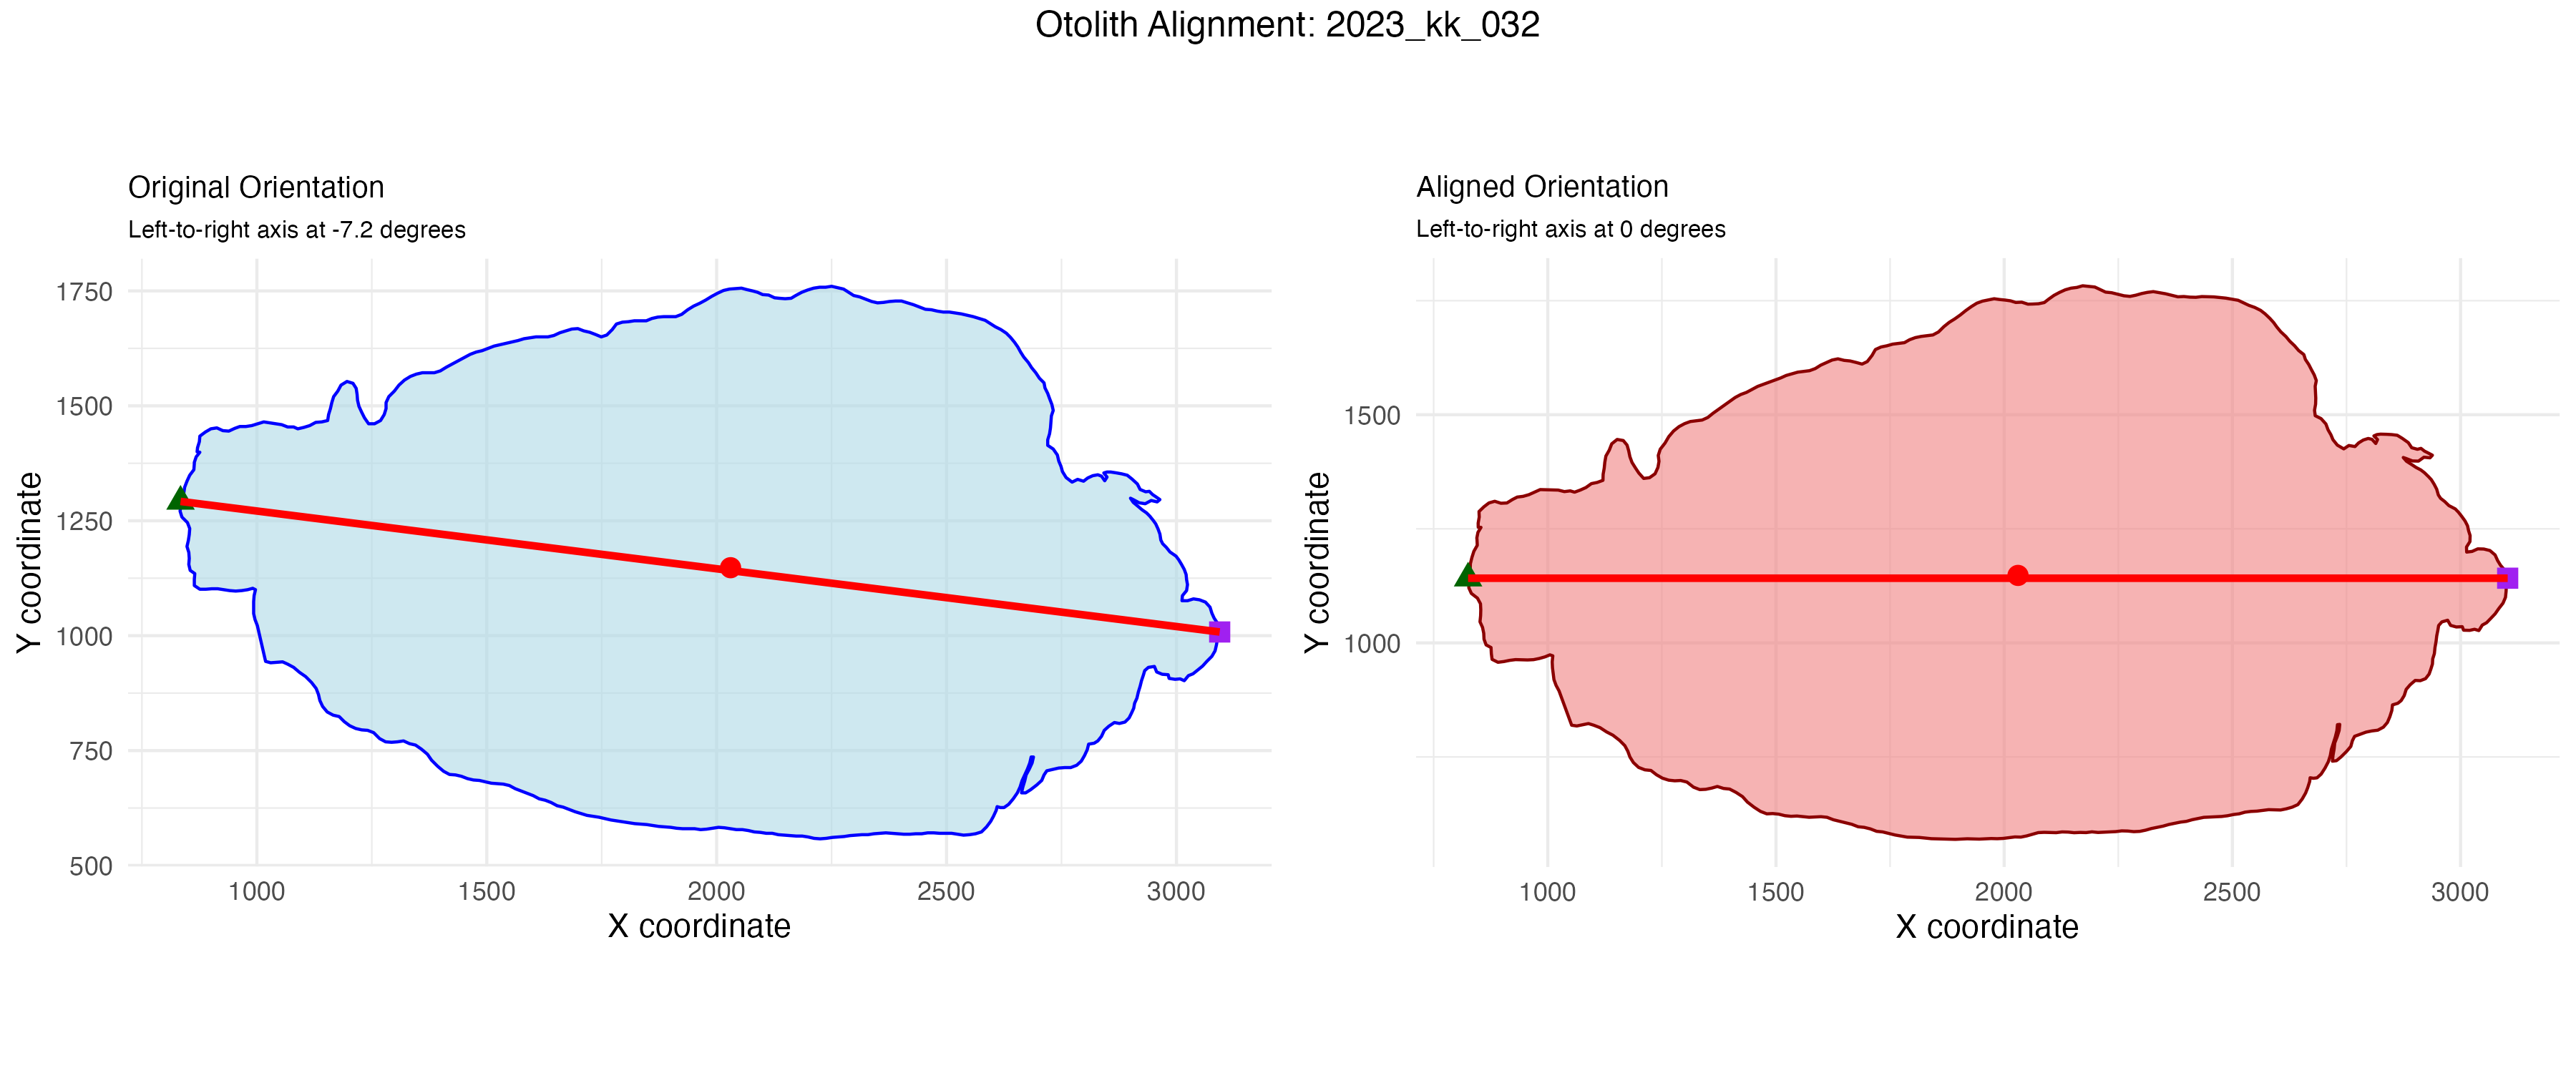 Otolith Alignment: 2023_kk_032
Original Orientation
Left-to-right axis at -7.2 degrees
1750
1500
1250
1000
750
500
Y coordinate
1000 1500 2000 2500 3000
X coordinate
Aligned Orientation
Left-to-right axis at 0 degrees
1500
1000
Y coordinate
1000 1500 2000 2500 3000
X coordinate